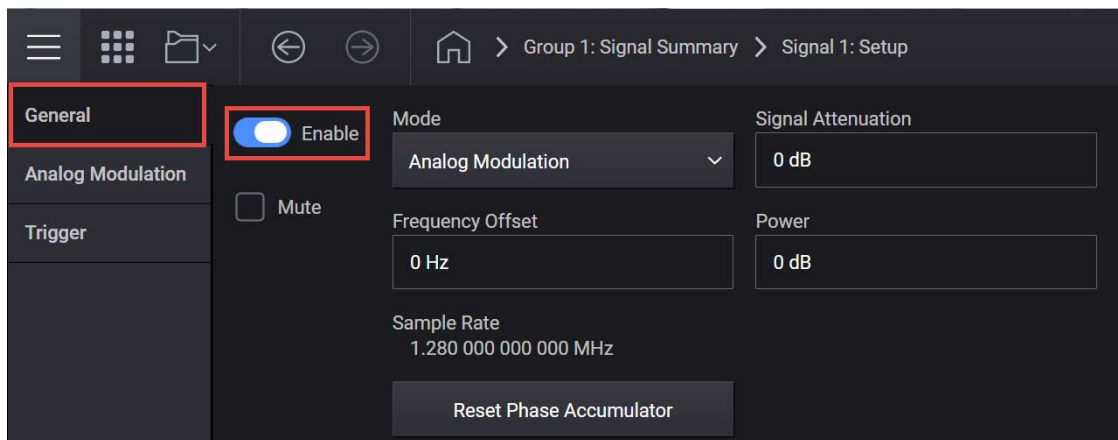 Group 1: Signal Summary > Signal 1: Setup
General
Analog Modulation
Trigger
Enable
Mute
Mode
Analog Modulation
Signal Attenuation
0 dB
Frequency Offset
0 Hz
Power
0 dB
Sample Rate
1.280 000 000 000 MHz
Reset Phase Accumulator